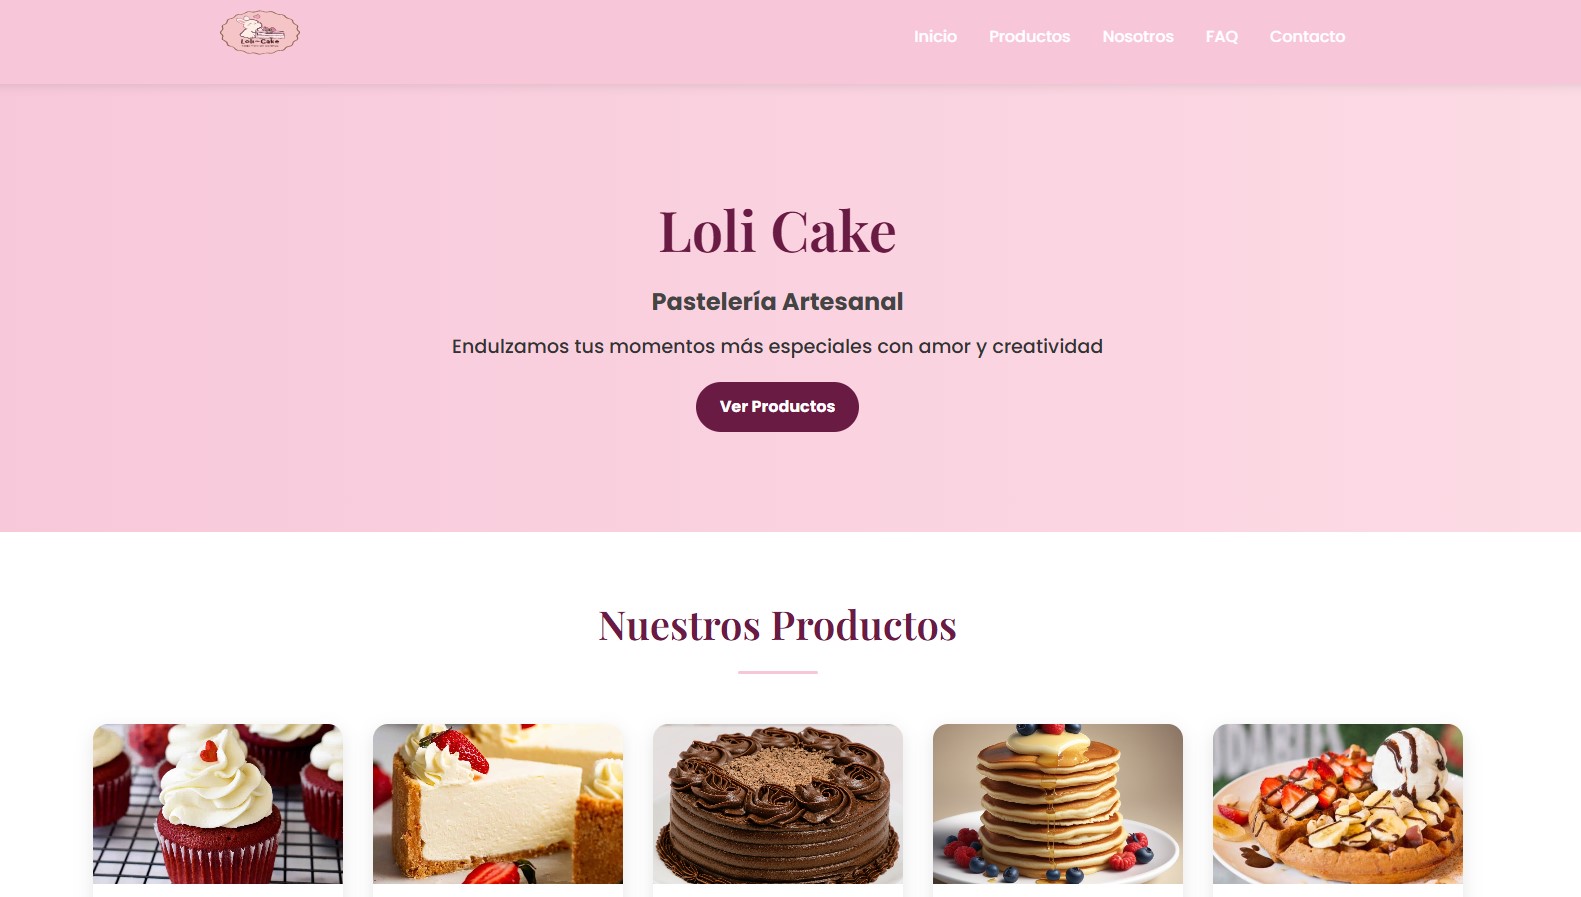 Loli-Cake
Inicio
Productos
Nosotros
FAQ
Contacto
Loli Cake
Pastelería Artesanal
Endulzamos tus momentos más especiales con amor y creatividad
Ver Productos
Nuestros Productos